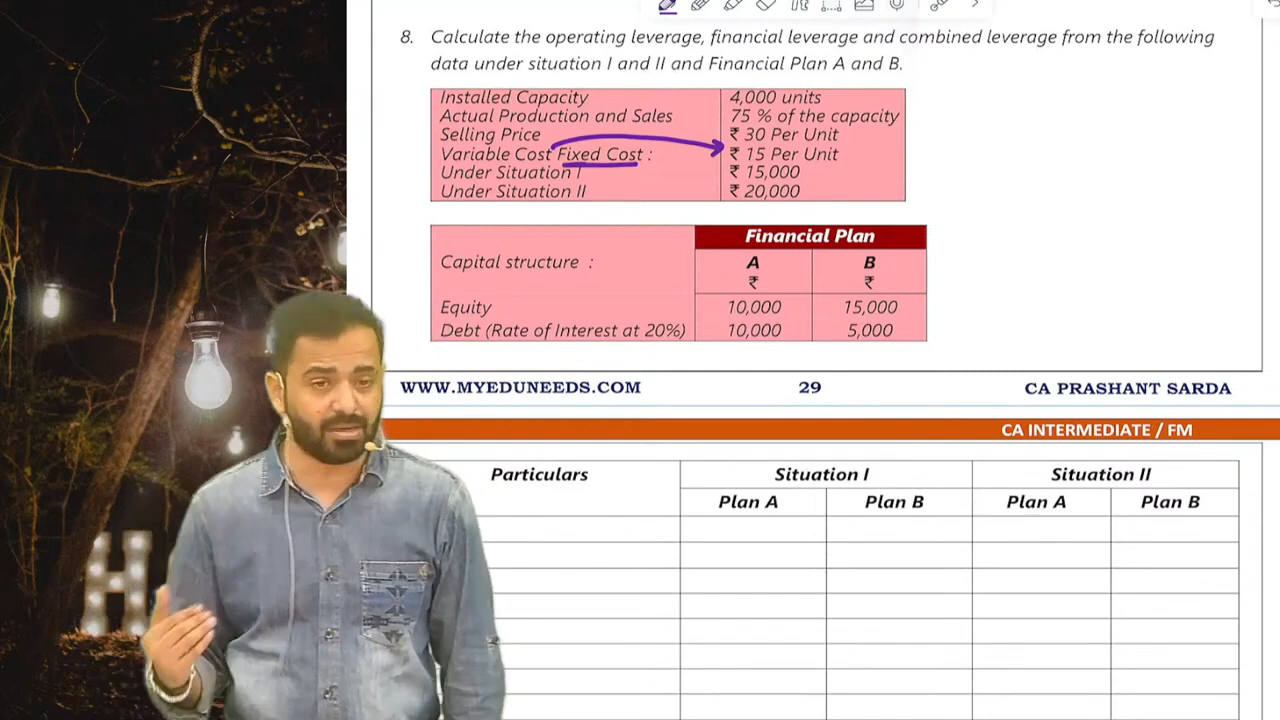 8. Calculate the operating leverage, financial leverage and combined leverage from the following
data under situation I and II and Financial Plan A and B.
Installed Capacity 4,000 units
Actual Production and Sales 75 % of the capacity
Selling Price ₹ 30 Per Unit
Variable Cost Fixed Cost : ₹ 15 Per Unit
Under Situation I ₹ 15,000
Under Situation II ₹ 20,000
Financial Plan
Capital structure : A B
₹ ₹
Equity 10,000 15,000
Debt (Rate of Interest at 20%) 10,000 5,000
WWW.MYEDUNEEDS.COM 29 CA PRASHANT SARDA
CA INTERMEDIATE / FM
Particulars Situation I Situation II
Plan A Plan B Plan A Plan B
H